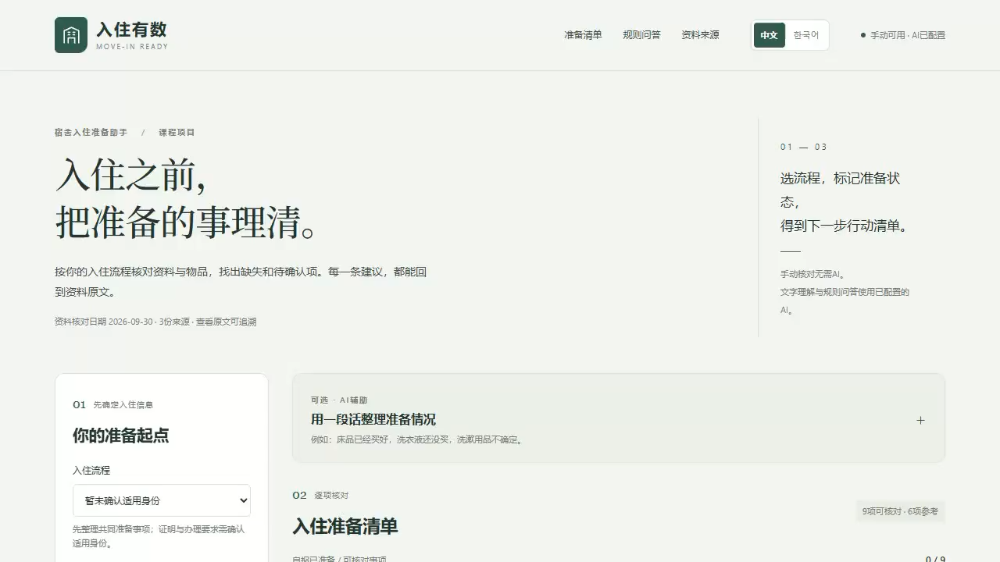 入住有数
MOVE-IN READY
准备清单
规则问答
资料来源
中文
한국어
手动可用 · AI已配置
宿舍入住准备助手 / 课程项目
入住之前，
把准备的事理清。
按你的入住流程核对资料与物品，找出缺失和待确认项。每一条建议，都能回
到资料原文。
资料核对日期 2026-09-30 · 3份来源 · 查看原文可追溯
01 — 03
选流程，标记准备状
态，
得到下一步行动清单。
手动核对无需AI。
文字理解与规则问答使用已配置的
AI。
01 先确定入住信息
你的准备起点
入住流程
暂未确认适用身份
先整理共同准备事项；证明与办理要求需确认
适用身份。
可选 · AI辅助
用一段话整理准备情况
例如：床品已经买好，洗衣液还没买，洗漱用品不确定。
+
02 逐项核对
入住准备清单
9项可核对 · 6项参考
自报已准备 / 可核对事项
0 / 9